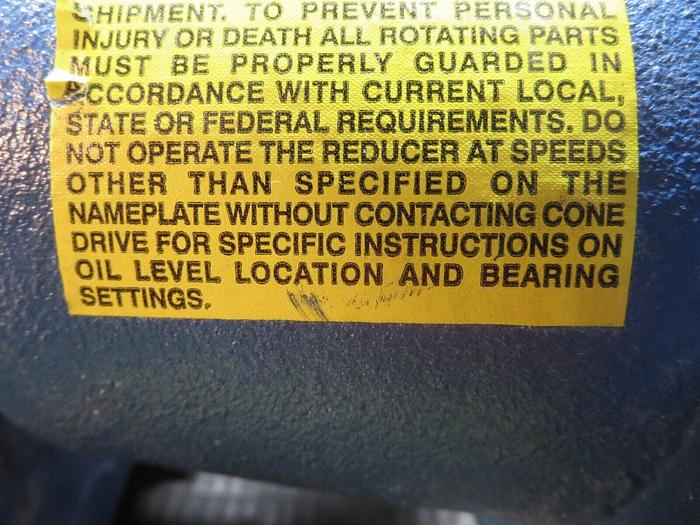 SHIPMENT. TO PREVENT PERSONAL
INJURY OR DEATH ALL ROTATING PARTS
MUST BE PROPERLY GUARDED IN
ACCORDANCE WITH CURRENT LOCAL,
STATE OR FEDERAL REQUIREMENTS. DO
NOT OPERATE THE REDUCER AT SPEEDS
OTHER THAN SPECIFIED ON THE
NAMEPLATE WITHOUT CONTACTING CONE
DRIVE FOR SPECIFIC INSTRUCTIONS ON
OIL LEVEL LOCATION AND BEARING
SETTINGS.